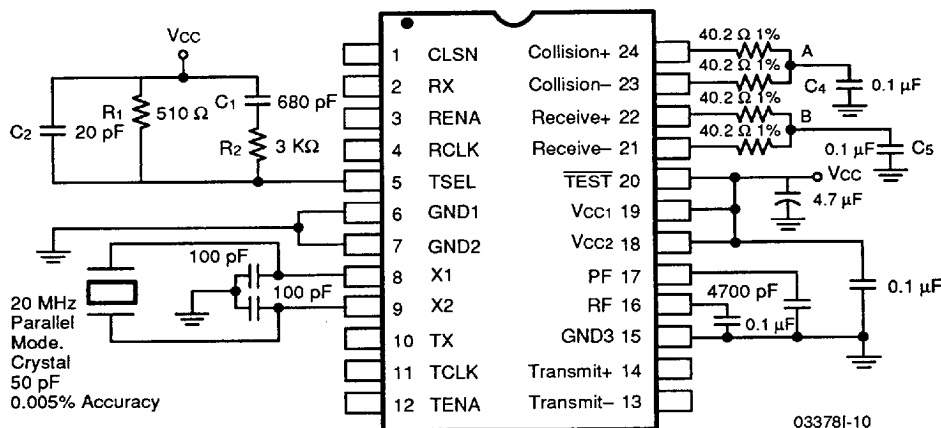 VCC
C2
20 pF
R1
510 Ω
C1
680 pF
R2
3 KΩ
1 CLSN
2 RX
3 RENA
4 RCLK
5 TSEL
6 GND1
7 GND2
8 X1
9 X2
10 TX
11 TCLK
12 TENA
100 pF
100 pF
20 MHz
Parallel
Mode.
Crystal
50 pF
0.005% Accuracy
Collision+ 24
Collision– 23
Receive+ 22
Receive– 21
TEST 20
VCC1 19
VCC2 18
PF 17
RF 16
GND3 15
Transmit+ 14
Transmit– 13
40.2 Ω 1%
A
40.2 Ω 1%
C4
0.1 µF
40.2 Ω 1%
B
40.2 Ω 1%
0.1 µF
C5
VCC
4.7 µF
4700 pF
0.1 µF
0.1 µF
03378I-10